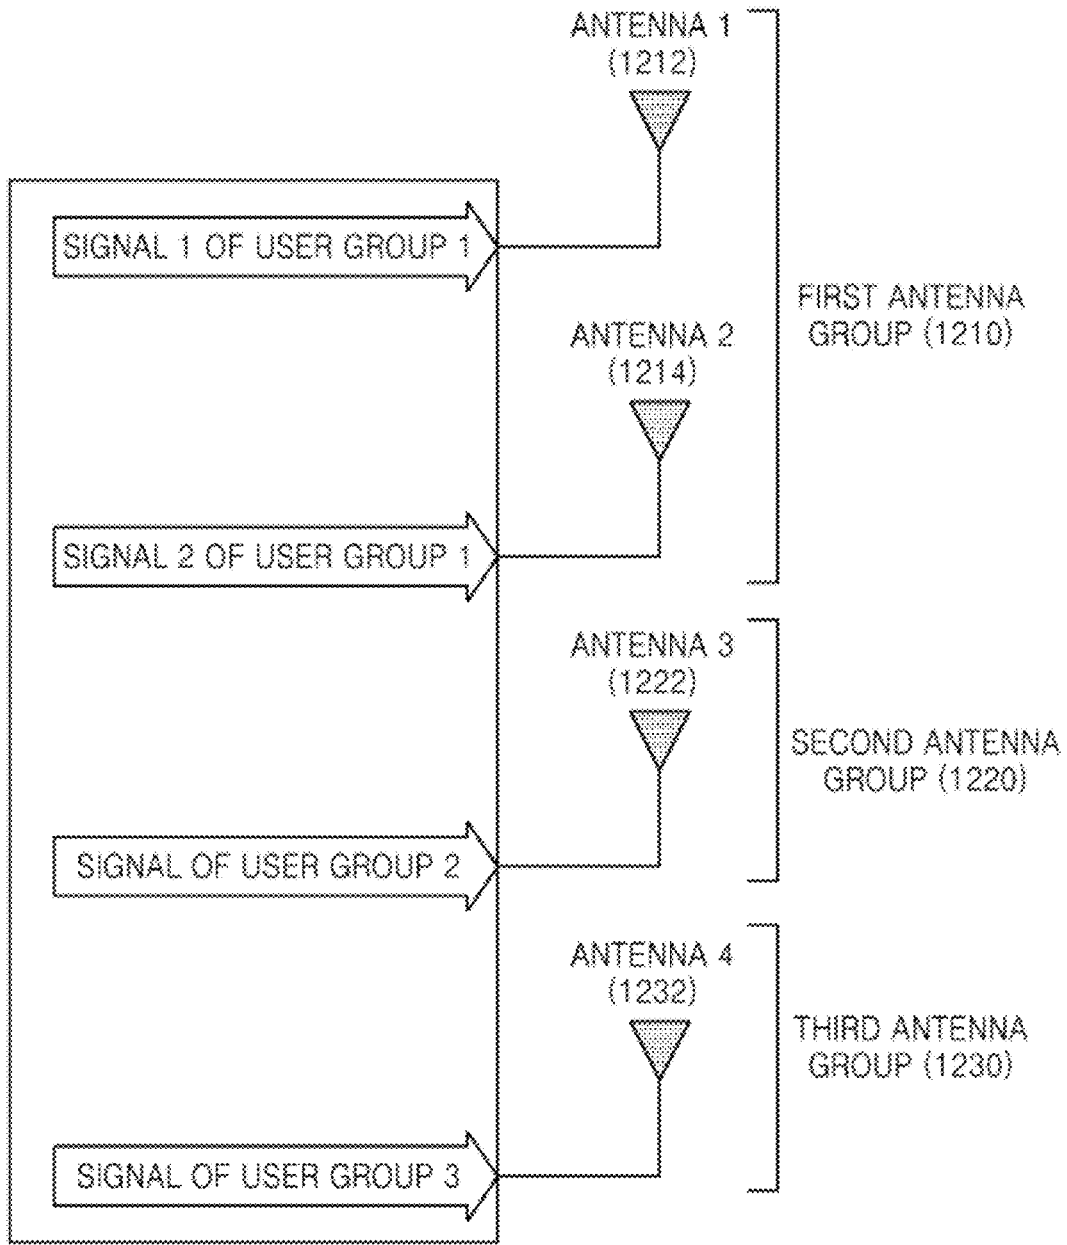 ANTENNA 1
(1212)
SIGNAL 1 OF USER GROUP 1
FIRST ANTENNA
GROUP (1210)
ANTENNA 2
(1214)
SIGNAL 2 OF USER GROUP 1
ANTENNA 3
(1222)
SECOND ANTENNA
GROUP (1220)
SIGNAL OF USER GROUP 2
ANTENNA 4
(1232)
THIRD ANTENNA
GROUP (1230)
SIGNAL OF USER GROUP 3